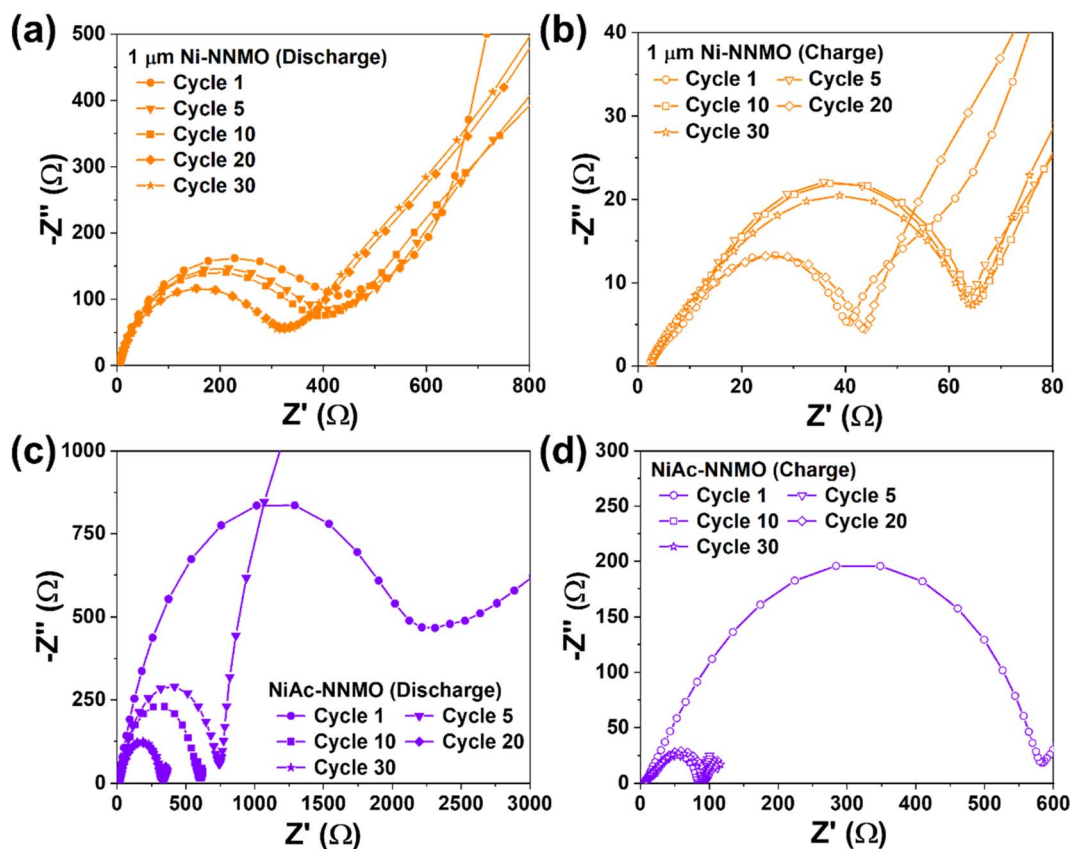 (a)
1 μm Ni-NNMO (Discharge)
Cycle 1
Cycle 5
Cycle 10
Cycle 20
Cycle 30
500
400
300
200
100
0
0 200 400 600 800
-Z'' (Ω)
Z' (Ω)
(b)
1 μm Ni-NNMO (Charge)
Cycle 1 Cycle 5
Cycle 10 Cycle 20
Cycle 30
40
30
20
10
0
20 40 60 80
-Z'' (Ω)
Z' (Ω)
(c)
1000
750
500
250
0
NiAc-NNMO (Discharge)
Cycle 1 Cycle 5
Cycle 10 Cycle 20
Cycle 30
0 500 1000 1500 2000 2500 3000
-Z'' (Ω)
Z' (Ω)
(d)
NiAc-NNMO (Charge)
Cycle 1 Cycle 5
Cycle 10 Cycle 20
Cycle 30
300
250
200
150
100
50
0
0 100 200 300 400 500 600
-Z'' (Ω)
Z' (Ω)